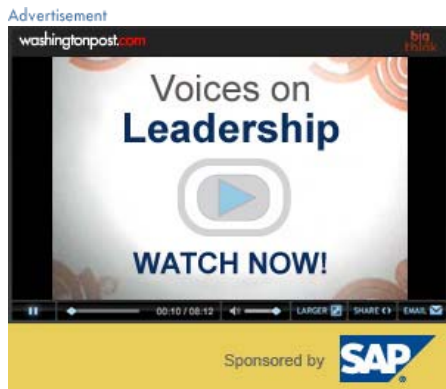 Advertisement
washingtonpost.com
big think
Voices on
Leadership
WATCH NOW!
00:10 / 08:12 LARGER SHARE EMAIL
Sponsored by SAP